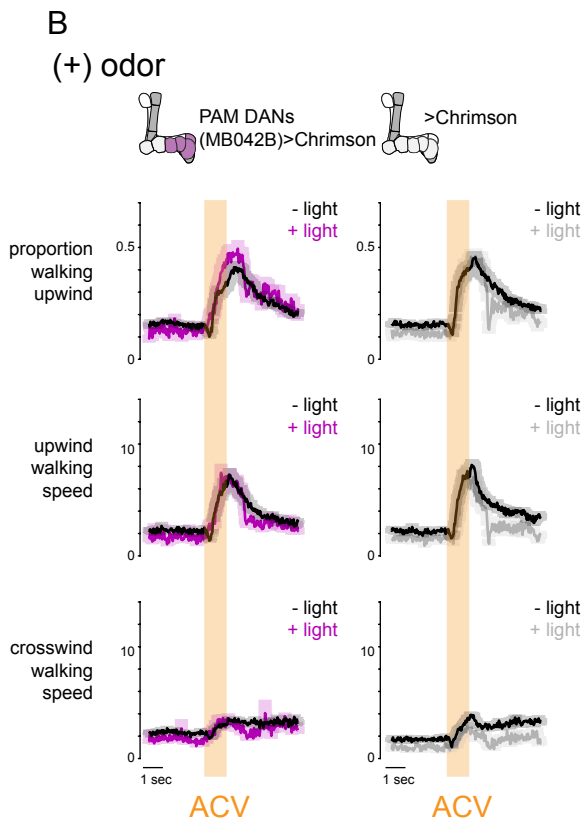 B
(+) odor
PAM DANs
(MB042B)>Chrimson
>Chrimson
proportion
walking
upwind
- light
+ light
0.5
0
- light
+ light
0.5
0
upwind
walking
speed
- light
+ light
10
0
- light
+ light
10
0
crosswind
walking
speed
- light
+ light
10
0
- light
+ light
10
0
1 sec
1 sec
ACV
ACV